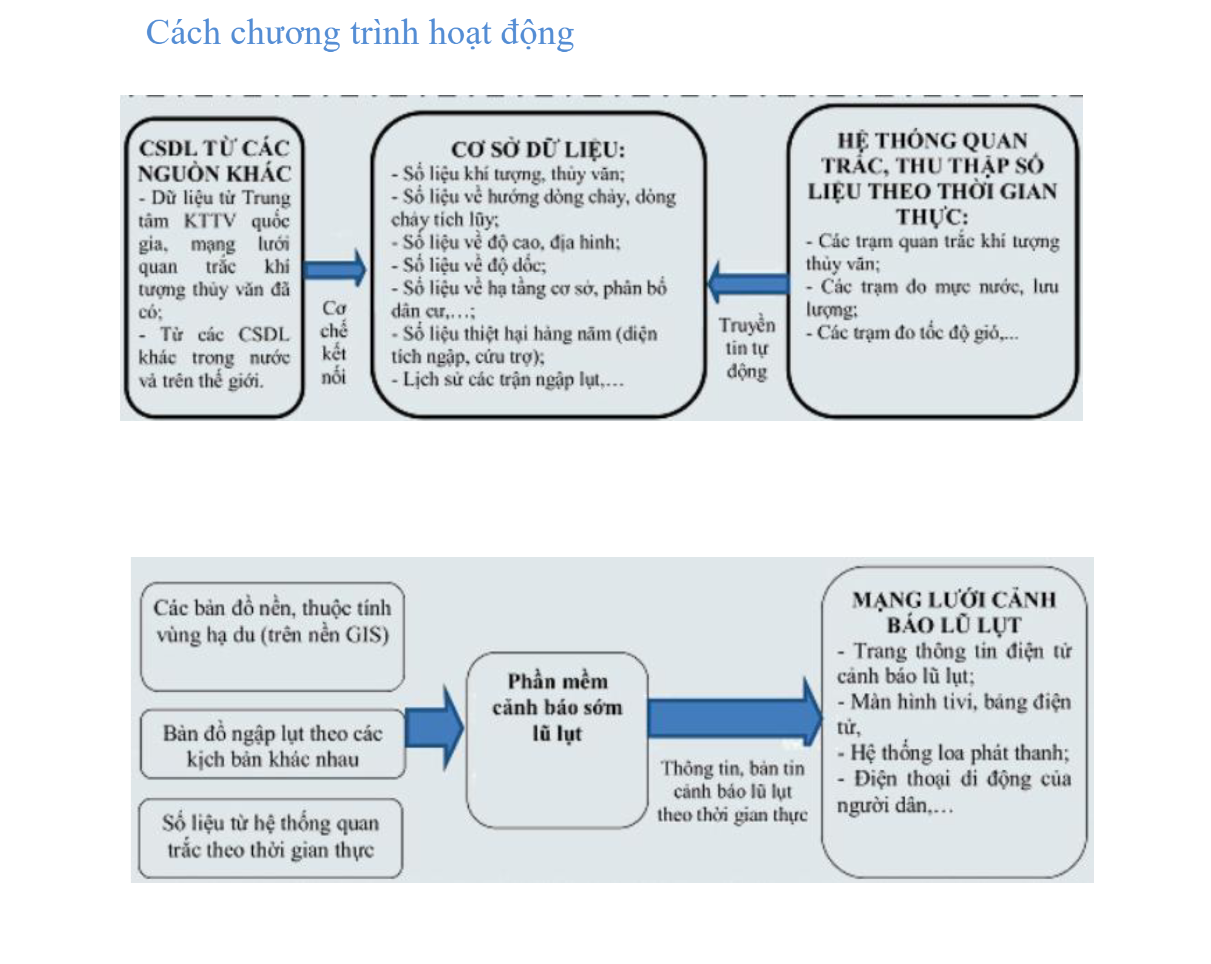 Cách chương trình hoạt động
CSDL TỪ CÁC
NGUỒN KHÁC
- Dữ liệu từ Trung
tâm KTTV quốc
gia, mạng lưới
quan trắc khí
tượng thủy văn đã
có;
- Từ các CSDL
khác trong nước
và trên thế giới.
Cơ
chế
kết
nối
CƠ SỞ DỮ LIỆU:
- Số liệu khí tượng, thủy văn;
- Số liệu về hướng dòng chảy, dòng
chảy tích lũy;
- Số liệu về độ cao, địa hình;
- Số liệu về độ dốc;
- Số liệu về hạ tầng cơ sở, phân bố
dân cư,…;
- Số liệu thiệt hại hàng năm (diện
tích ngập, cứu trợ);
- Lịch sử các trận ngập lụt,…
Truyền
tin tự
động
HỆ THỐNG QUAN
TRẮC, THU THẬP SỐ
LIỆU THEO THỜI GIAN
THỰC:
- Các trạm quan trắc khí tượng
thủy văn;
- Các trạm đo mực nước, lưu
lượng;
- Các trạm đo tốc độ gió,...
Các bản đồ nền, thuộc tính
vùng hạ du (trên nền GIS)
Bản đồ ngập lụt theo các
kịch bản khác nhau
Số liệu từ hệ thống quan
trắc theo thời gian thực
Phần mềm
cảnh báo sớm
lũ lụt
Thông tin, bản tin
cảnh báo lũ lụt
theo thời gian thực
MẠNG LƯỚI CẢNH
BÁO LŨ LỤT
- Trang thông tin điện tử
cảnh báo lũ lụt;
- Màn hình tivi, bảng điện
tử,
- Hệ thống loa phát thanh;
- Điện thoại di động của
người dân,…